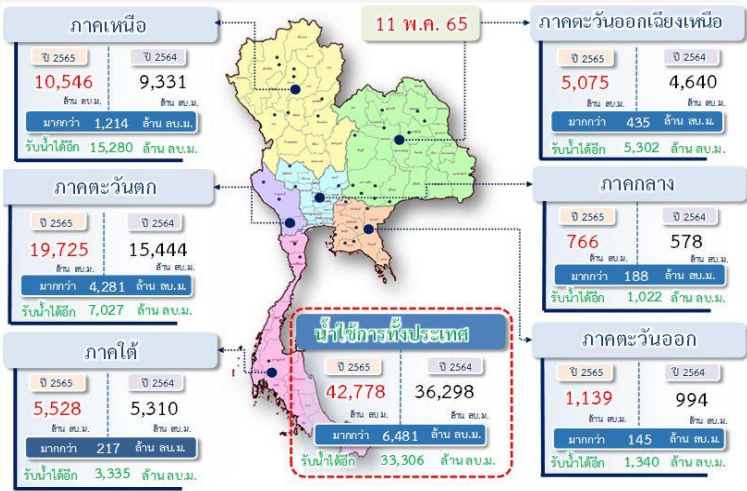 ภาคเหนือ
ปี 2565 ปี 2564
10,546 9,331
ล้าน ลบ.ม. ล้าน ลบ.ม.
มากกว่า 1,214 ล้าน ลบ.ม.
รับน้ำได้อีก 15,280 ล้าน ลบ.ม.
11 พ.ค. 65
ภาคตะวันออกเฉียงเหนือ
ปี 2565 ปี 2564
5,075 4,640
ล้าน ลบ.ม. ล้าน ลบ.ม.
มากกว่า 435 ล้าน ลบ.ม.
รับน้ำได้อีก 5,302 ล้าน ลบ.ม.
ภาคตะวันตก
ปี 2565 ปี 2564
19,725 15,444
ล้าน ลบ.ม. ล้าน ลบ.ม.
มากกว่า 4,281 ล้าน ลบ.ม.
รับน้ำได้อีก 7,027 ล้าน ลบ.ม.
ภาคกลาง
ปี 2565 ปี 2564
766 578
ล้าน ลบ.ม. ล้าน ลบ.ม.
มากกว่า 188 ล้าน ลบ.ม.
รับน้ำได้อีก 1,022 ล้าน ลบ.ม.
ภาคใต้
ปี 2565 ปี 2564
5,528 5,310
ล้าน ลบ.ม. ล้าน ลบ.ม.
มากกว่า 217 ล้าน ลบ.ม.
รับน้ำได้อีก 3,335 ล้าน ลบ.ม.
น้ำใช้การทั้งประเทศ
ปี 2565 ปี 2564
42,778 36,298
ล้าน ลบ.ม. ล้าน ลบ.ม.
มากกว่า 6,481 ล้าน ลบ.ม.
รับน้ำได้อีก 33,306 ล้าน ลบ.ม.
ภาคตะวันออก
ปี 2565 ปี 2564
1,139 994
ล้าน ลบ.ม. ล้าน ลบ.ม.
มากกว่า 145 ล้าน ลบ.ม.
รับน้ำได้อีก 1,340 ล้าน ลบ.ม.